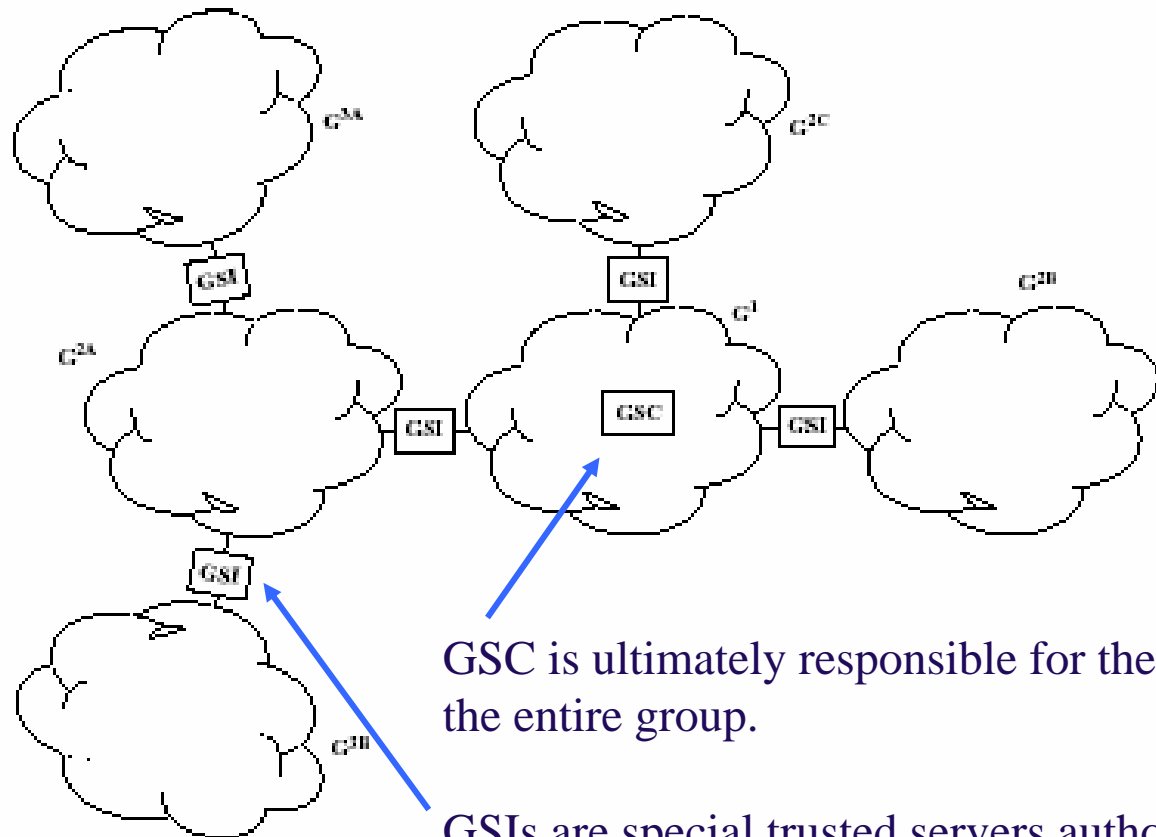 G3A
G2C
GSI
GSI
G2B
G1
G2A
GSI
GSC
GSI
GSI
GSC is ultimately responsible for the
the entire group.
G3B
GSIs are special trusted servers autho